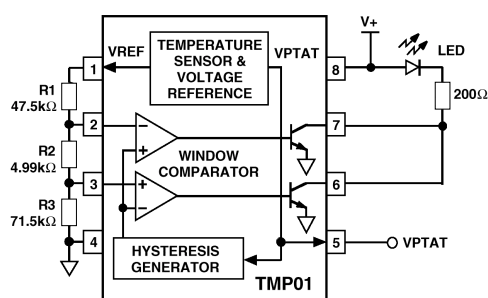 V+
TEMPERATURE
SENSOR &
VOLTAGE
REFERENCE
VREF
VPTAT
1
8
LED
R1
47.5kΩ
200Ω
2
7
R2
4.99kΩ
WINDOW
COMPARATOR
3
6
R3
71.5kΩ
4
HYSTERESIS
GENERATOR
5
VPTAT
TMP01
− 
+
+
−